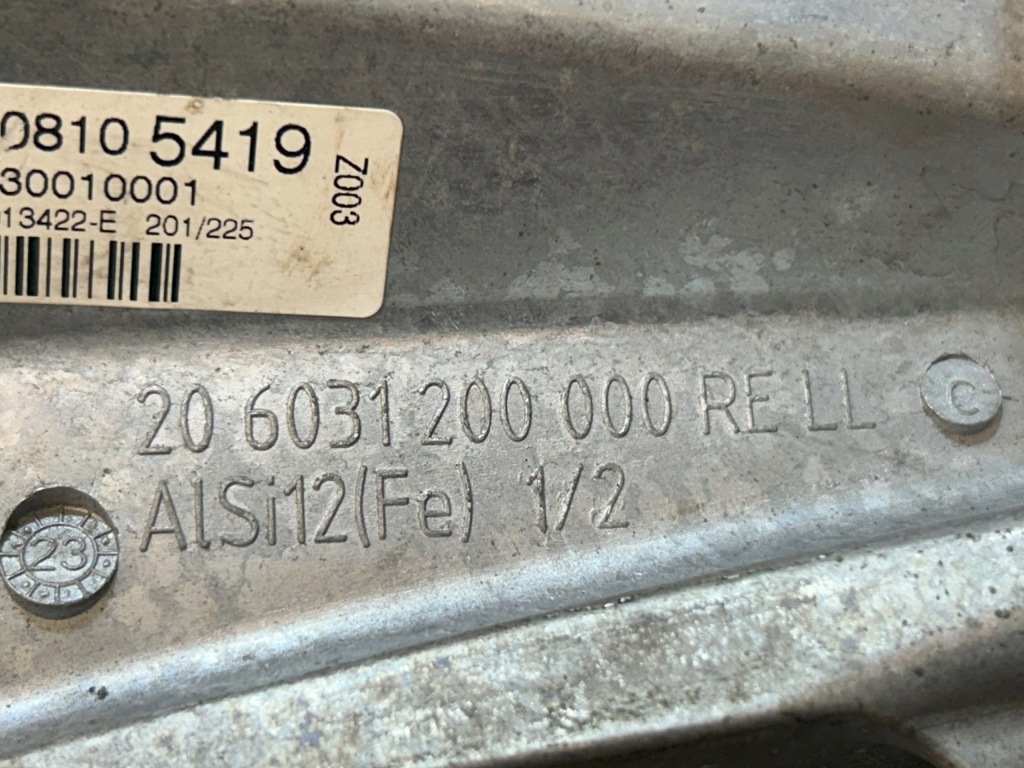 0810 5419
30010001
Z003
13422-E 201/225
20 6031 200 000 RE LL
C
AlSi12(Fe) 1/2
23